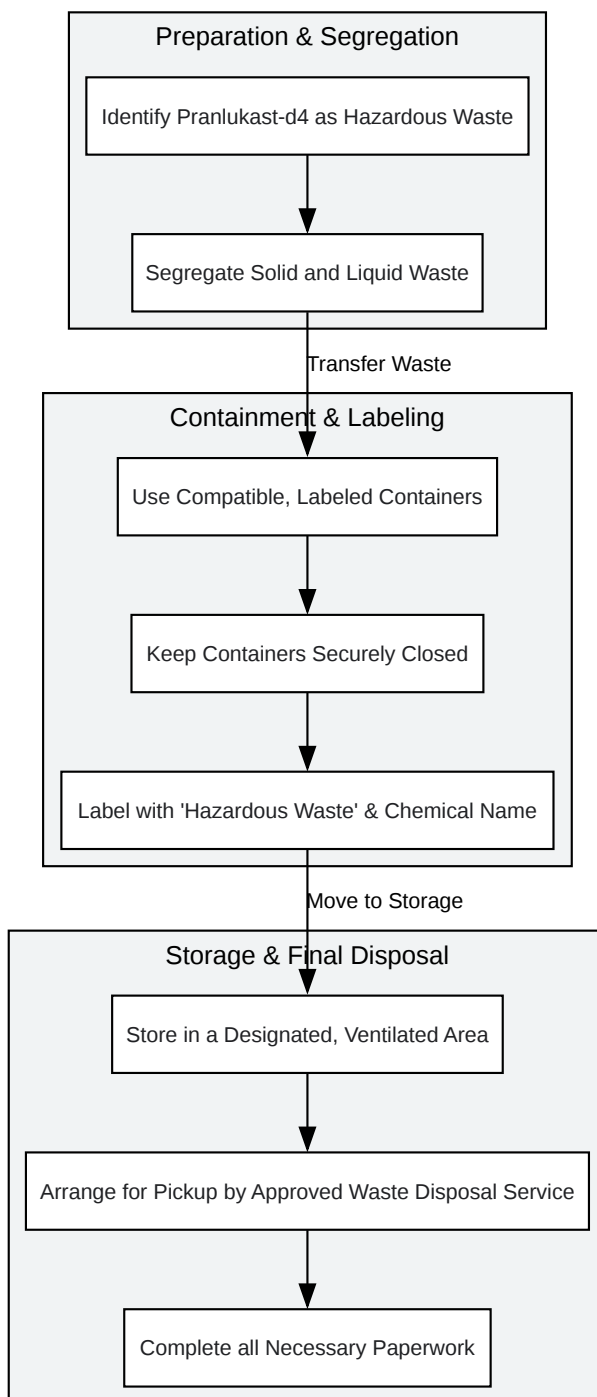 Preparation & Segregation
Identify Pranlukast-d4 as Hazardous Waste
Segregate Solid and Liquid Waste
Transfer Waste
Containment & Labeling
Use Compatible, Labeled Containers
Keep Containers Securely Closed
Label with 'Hazardous Waste' & Chemical Name
Move to Storage
Storage & Final Disposal
Store in a Designated, Ventilated Area
Arrange for Pickup by Approved Waste Disposal Service
Complete all Necessary Paperwork